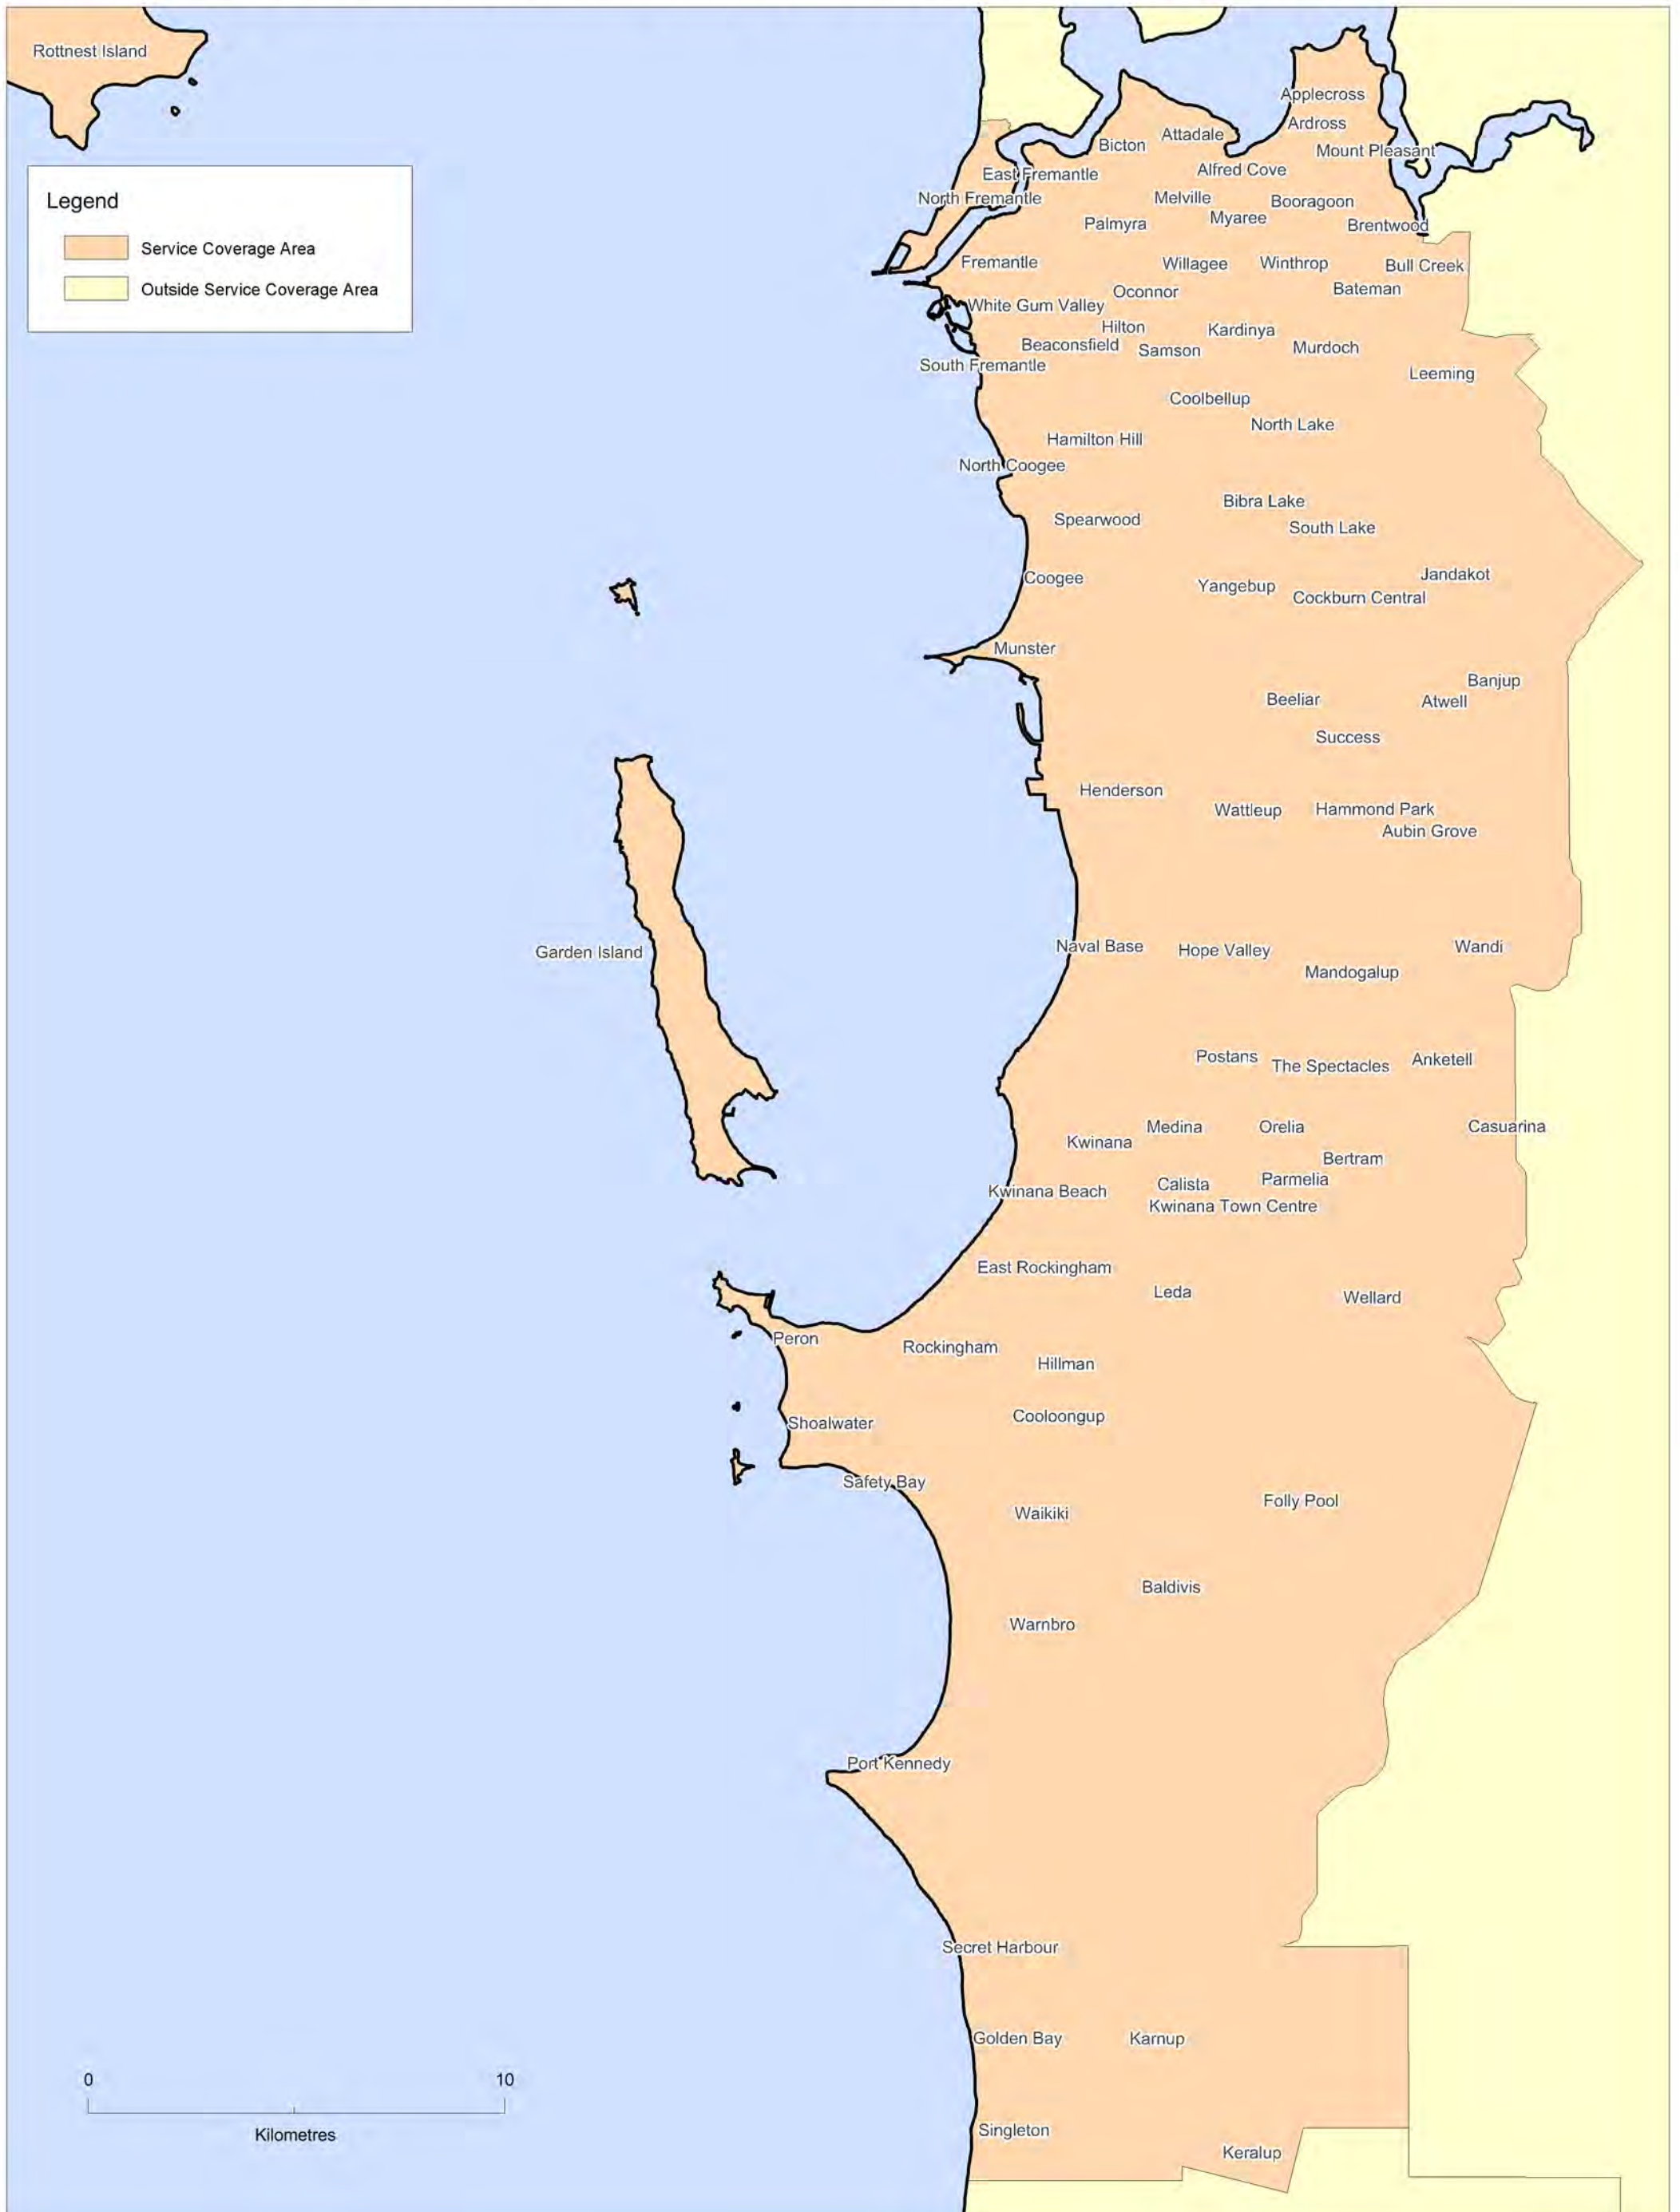 Rottnest Island
Legend
Service Coverage Area
Outside Service Coverage Area
Applecross
Ardross
Attadale
Bicton
Mount Pleasant
Alfred Cove
East Fremantle
North Fremantle
Melville
Booragoon
Myaree
Palmyra
Brentwood
Fremantle
Willagee
Winthrop
Bull Creek
Bateman
Oconnor
White Gum Valley
Hilton
Kardinya
Beaconsfield
Samson
Murdoch
South Fremantle
Leeming
Coolbellup
North Lake
Hamilton Hill
North Coogee
Bibra Lake
Spearwood
South Lake
Coogee
Yangebup
Jandakot
Cockburn Central
Munster
Banjup
Beeliar
Atwell
Success
Henderson
Wattleup
Hammond Park
Aubin Grove
Garden Island
Naval Base
Hope Valley
Wandi
Mandogalup
Postans
The Spectacles
Anketell
Medina
Orelia
Casuarina
Kwinana
Bertram
Calista
Parmelia
Kwinana Beach
Kwinana Town Centre
East Rockingham
Leda
Wellard
Peron
Rockingham
Hillman
Shoalwater
Cooloongup
Safety Bay
Folly Pool
Waikiki
Baldivis
Warnbro
Port Kennedy
Secret Harbour
Golden Bay
Karnup
0 10
Kilometres
Singleton
Keralup